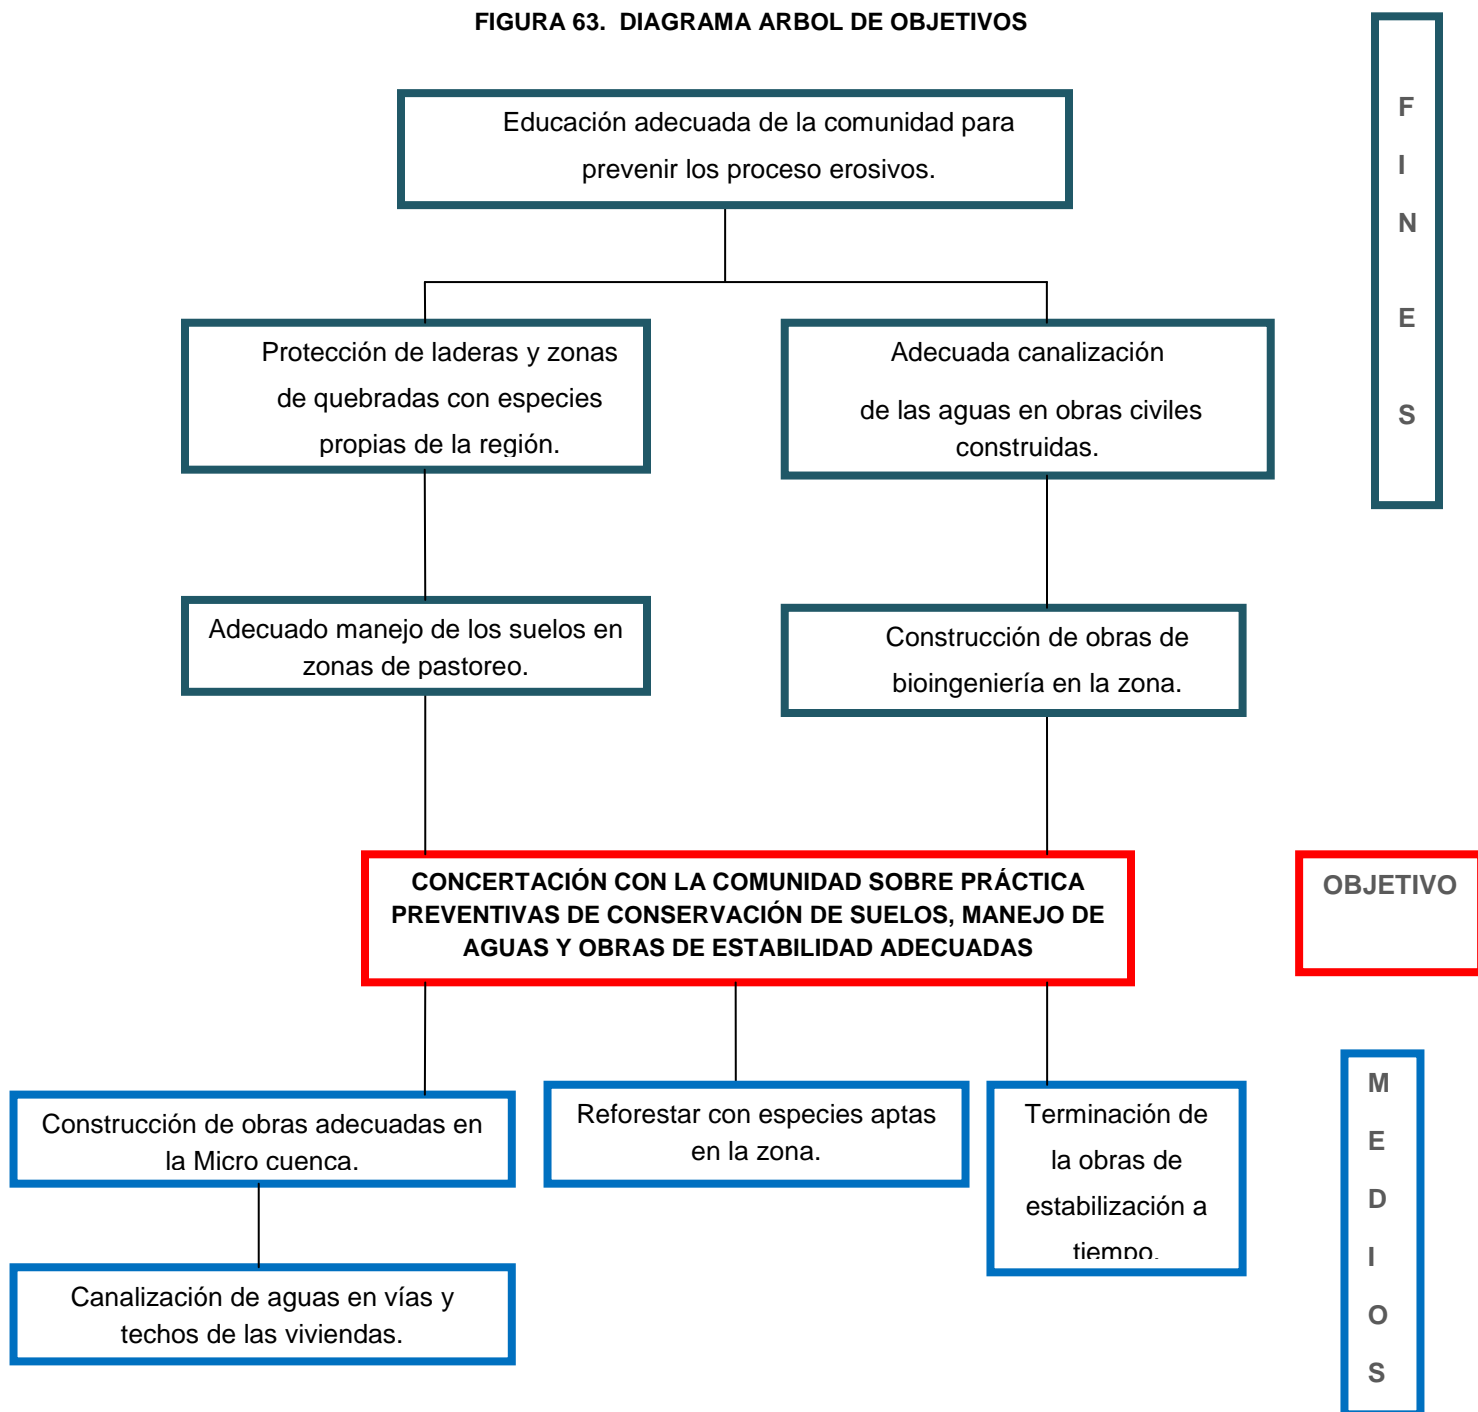 FIGURA 63.  DIAGRAMA ARBOL DE OBJETIVOS
Educación adecuada de la comunidad para
prevenir los proceso erosivos.
F
I
N
E
S
Protección de laderas y zonas
de quebradas con especies
propias de la región.
Adecuada canalización
de las aguas en obras civiles
construidas.
Adecuado manejo de los suelos en
zonas de pastoreo.
Construcción de obras de
bioingeniería en la zona.
CONCERTACIÓN CON LA COMUNIDAD SOBRE PRÁCTICA
PREVENTIVAS DE CONSERVACIÓN DE SUELOS, MANEJO DE
AGUAS Y OBRAS DE ESTABILIDAD ADECUADAS
OBJETIVO
Construcción de obras adecuadas en
la Micro cuenca.
Reforestar con especies aptas
en la zona.
Terminación de
la obras de
estabilización a
tiempo.
Canalización de aguas en vías y
techos de las viviendas.
M
E
D
I
O
S